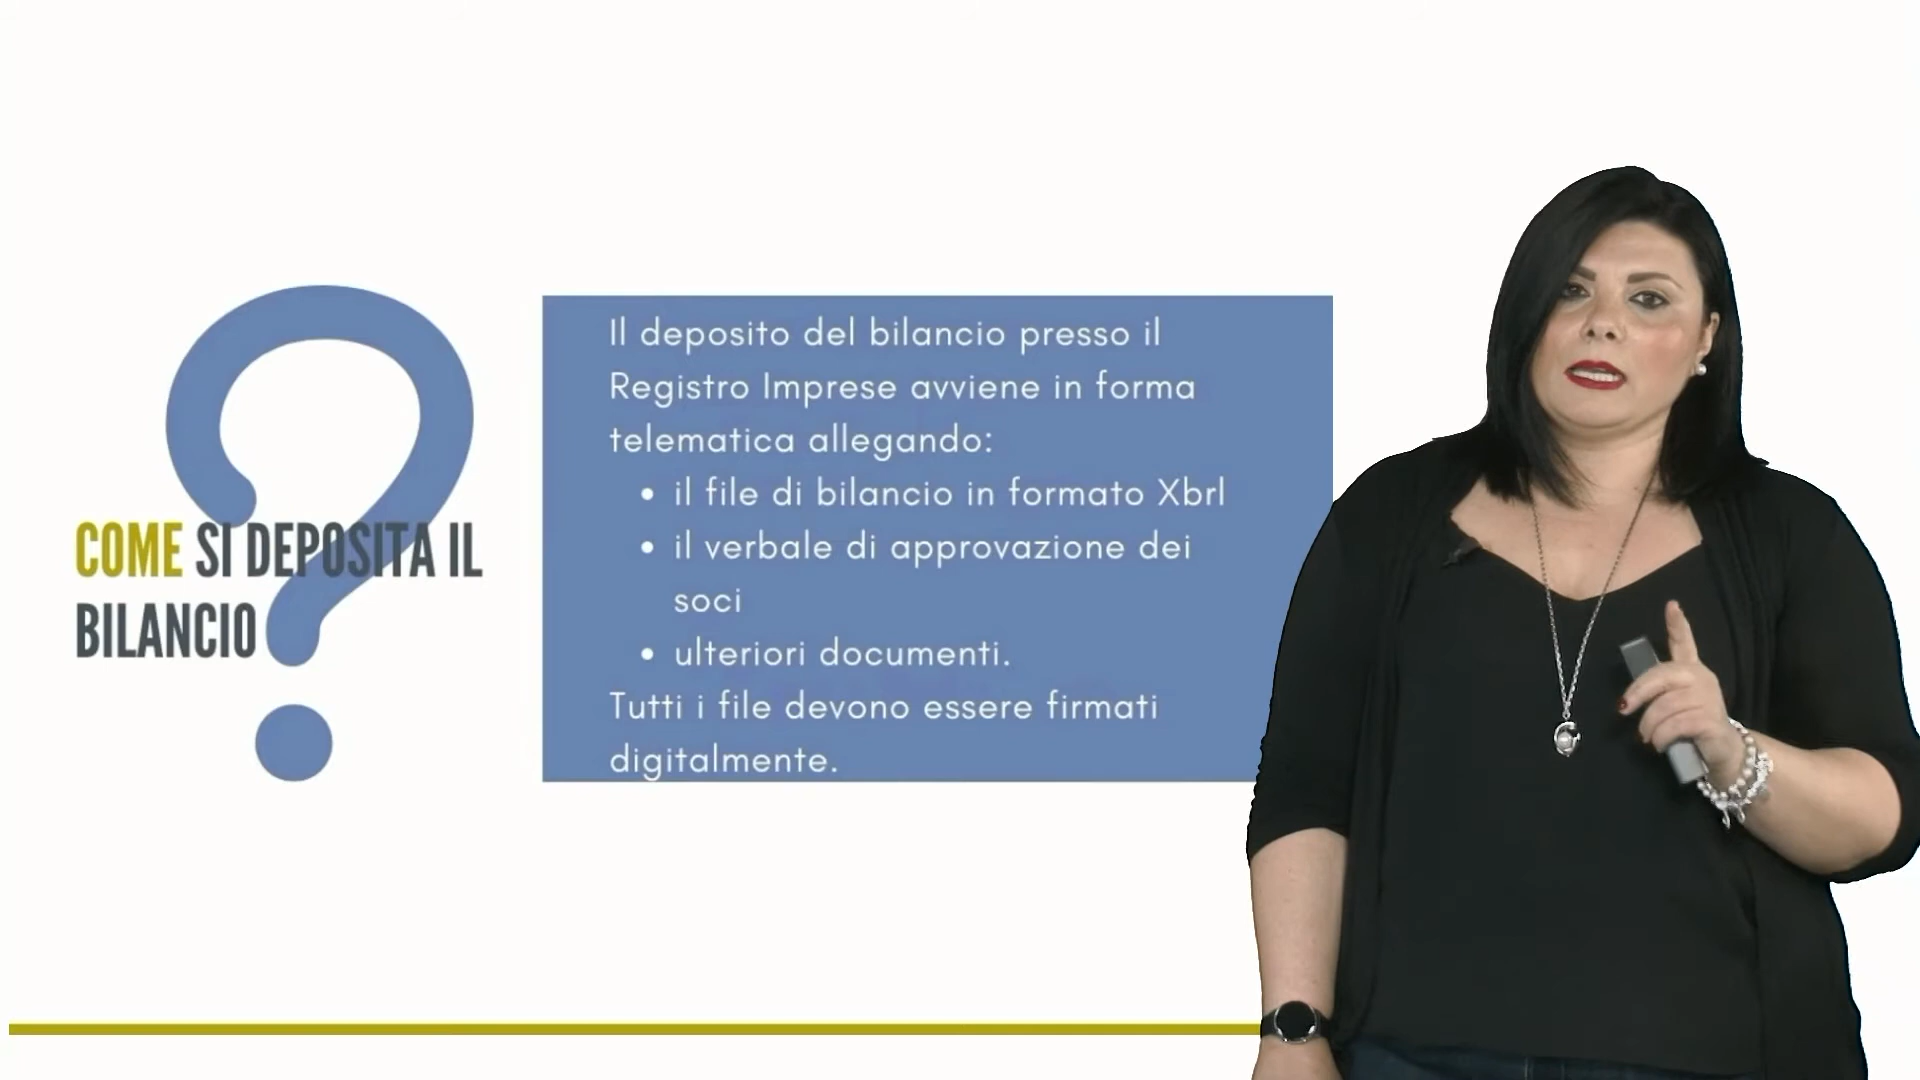 COME SI DEPOSITA IL
BILANCIO
Il deposito del bilancio presso il
Registro Imprese avviene in forma
telematica allegando:
• il file di bilancio in formato Xbrl
• il verbale di approvazione dei
soci
• ulteriori documenti.
Tutti i file devono essere firmati
digitalmente.